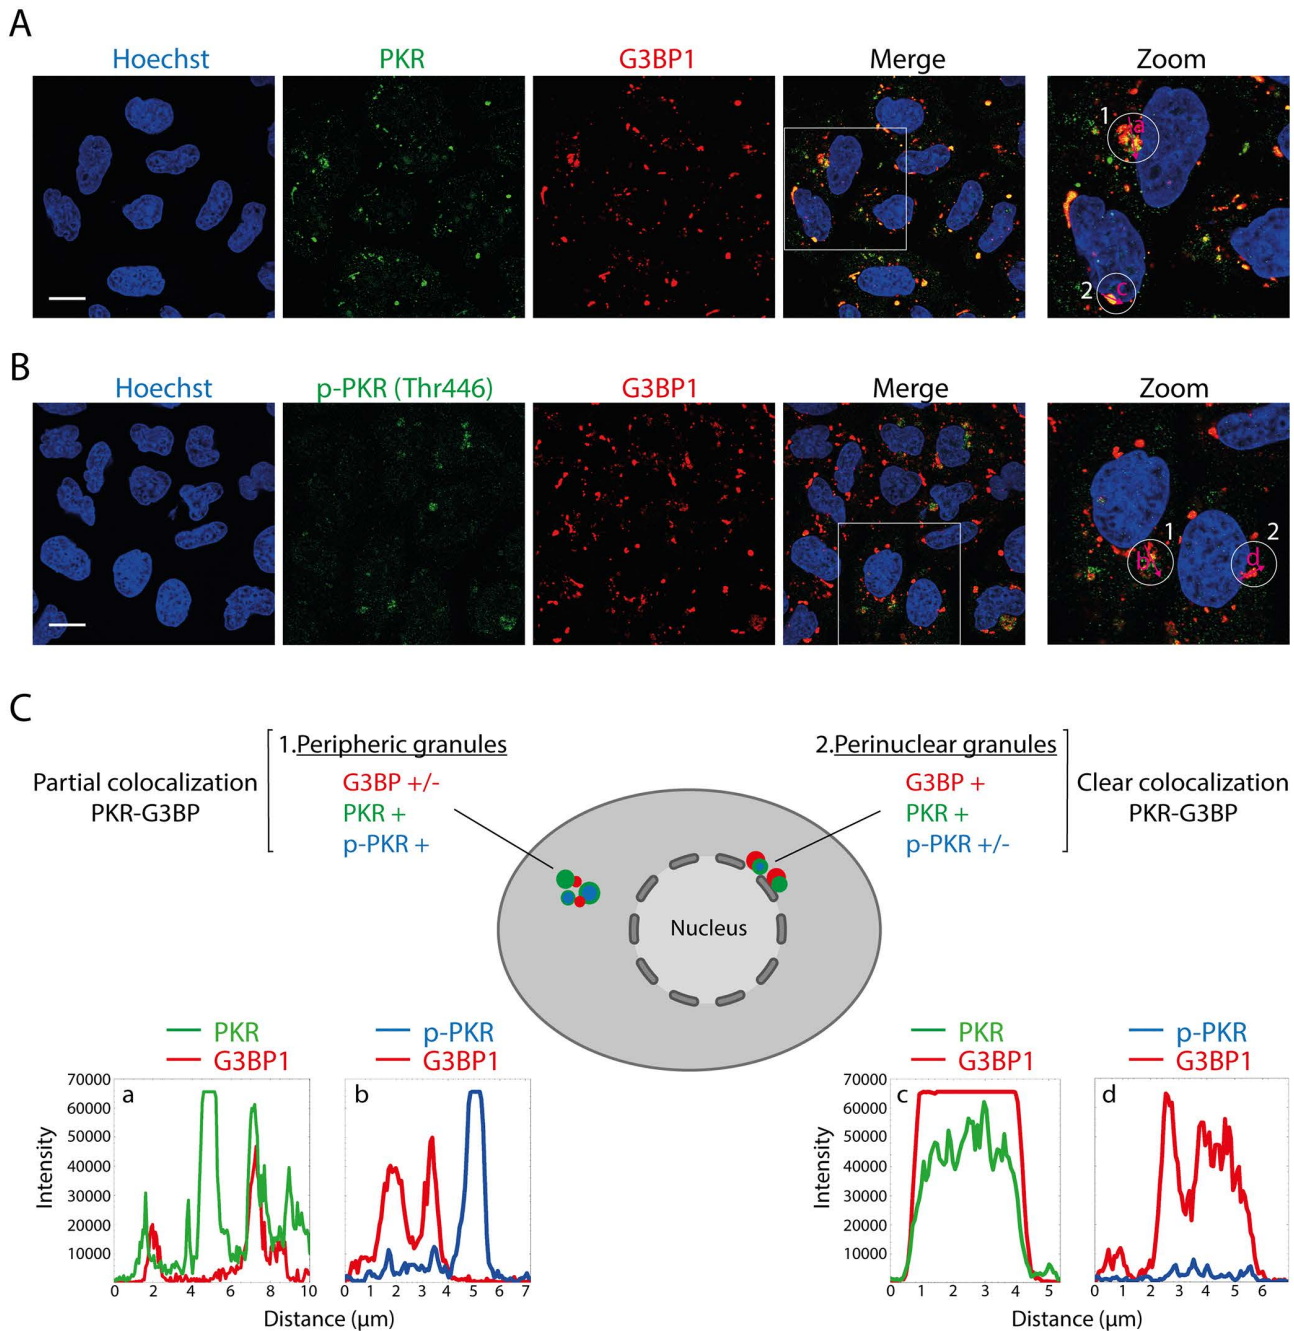 A
Hoechst PKR G3BP1 Merge Zoom
1
a
2
c
B
Hoechst p-PKR (Thr446) G3BP1 Merge Zoom
1
2
b
d
C
1.Peripheric granules
Partial colocalization
PKR-G3BP
G3BP +/-
PKR +
p-PKR +
2.Perinuclear granules
G3BP +
PKR +
p-PKR +/-
Clear colocalization
PKR-G3BP
Nucleus
PKR
G3BP1
p-PKR
G3BP1
PKR
G3BP1
p-PKR
G3BP1
a
Intensity
70000
60000
50000
40000
30000
20000
10000
0 2 4 6 8 10
b
0 1 2 3 4 5 6 7
Distance (µm)
c
Intensity
70000
60000
50000
40000
30000
20000
10000
0 1 2 3 4 5
d
0 1 2 3 4 5 6
Distance (µm)